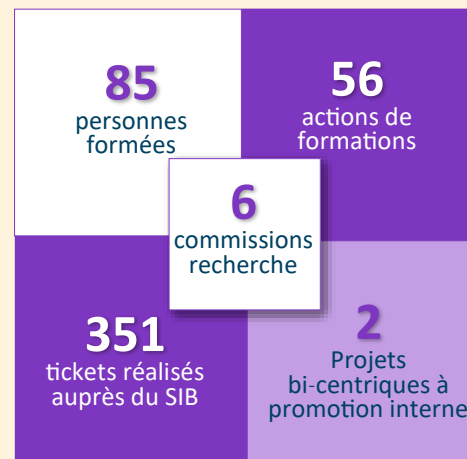 85
personnes
formées
56
actions de
formations
6
commissions
recherche
351
tickets réalisés
auprès du SIB
2
Projets
bi-centriques à
promotion interne